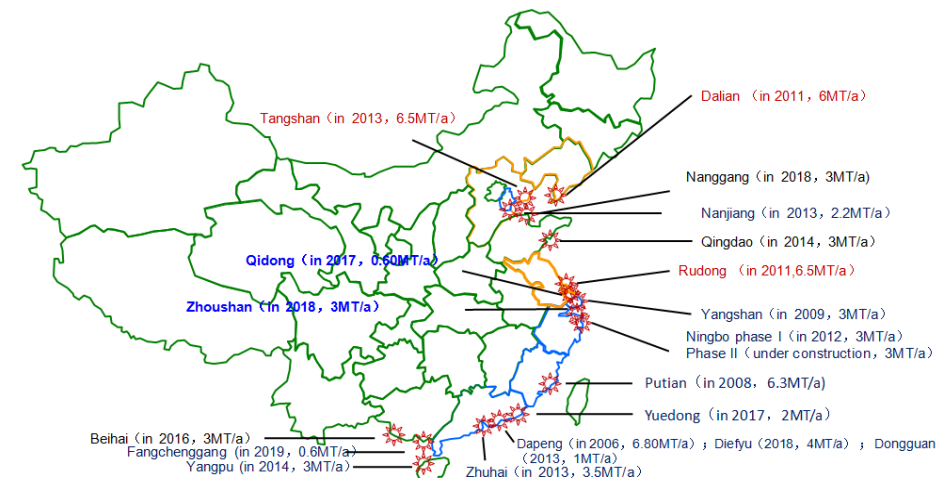 Dalian（in 2011，6MT/a)
Tangshan（in 2013，6.5MT/a）
Nanggang（in 2018，3MT/a)
Nanjiang（in 2013，2.2MT/a）
Qingdao（in 2014，3MT/a）
Qidong（in 2017，0.60MT/a）
Rudong （in 2011,6.5MT/a）
Zhoushan（in 2018，3MT/a）
Yangshan（in 2009，3MT/a）
Ningbo phase I（in 2012，3MT/a）
Phase II（under construction，3MT/a）
Putian（in 2008，6.3MT/a)
Yuedong（in 2017， 2MT/a）
Beihai（in 2016，3MT/a）
Fangchenggang（in 2019，0.6MT/a）
Yangpu（in 2014，3MT/a）
Dapeng（in 2006，6.80MT/a）；Diefyu（2018，4MT/a）；Dongguan
（2013，1MT/a）
Zhuhai（in 2013，3.5MT/a）